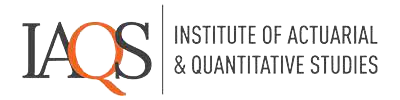 IAQS
INSTITUTE OF ACTUARIAL
& QUANTITATIVE STUDIES